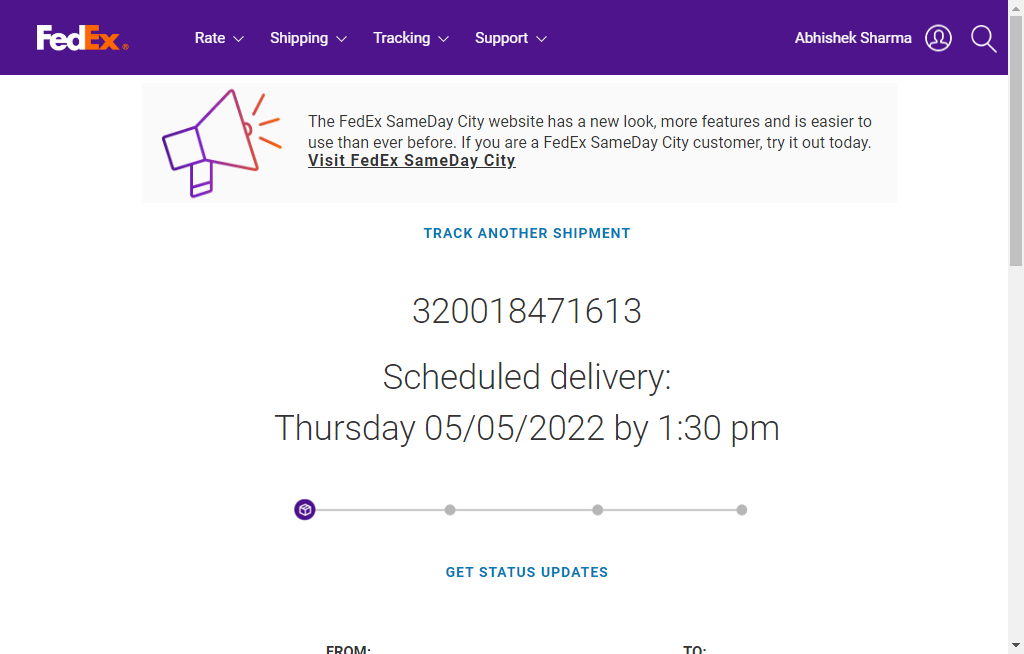 FedEx®
Rate Shipping Tracking Support Abhishek Sharma
The FedEx SameDay City website has a new look, more features and is easier to
use than ever before. If you are a FedEx SameDay City customer, try it out today.
Visit FedEx SameDay City
TRACK ANOTHER SHIPMENT
320018471613
Scheduled delivery:
Thursday 05/05/2022 by 1:30 pm
GET STATUS UPDATES
FROM: TO: